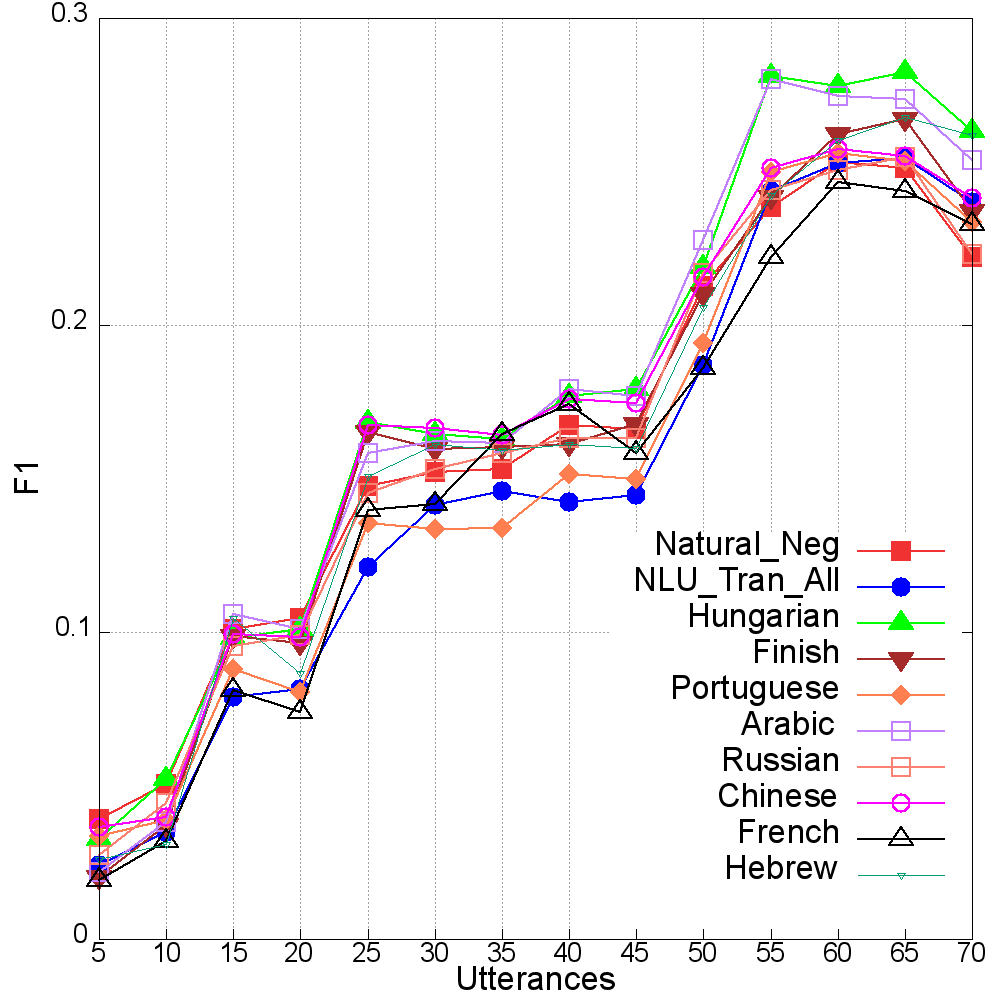 0.3
0.2
0.1
0
F1
Natural_Neg
NLU_Tran_All
Hungarian
Finish
Portuguese
Arabic
Russian
Chinese
French
Hebrew
5 10 15 20 25 30 35 40 45 50 55 60 65 70
Utterances